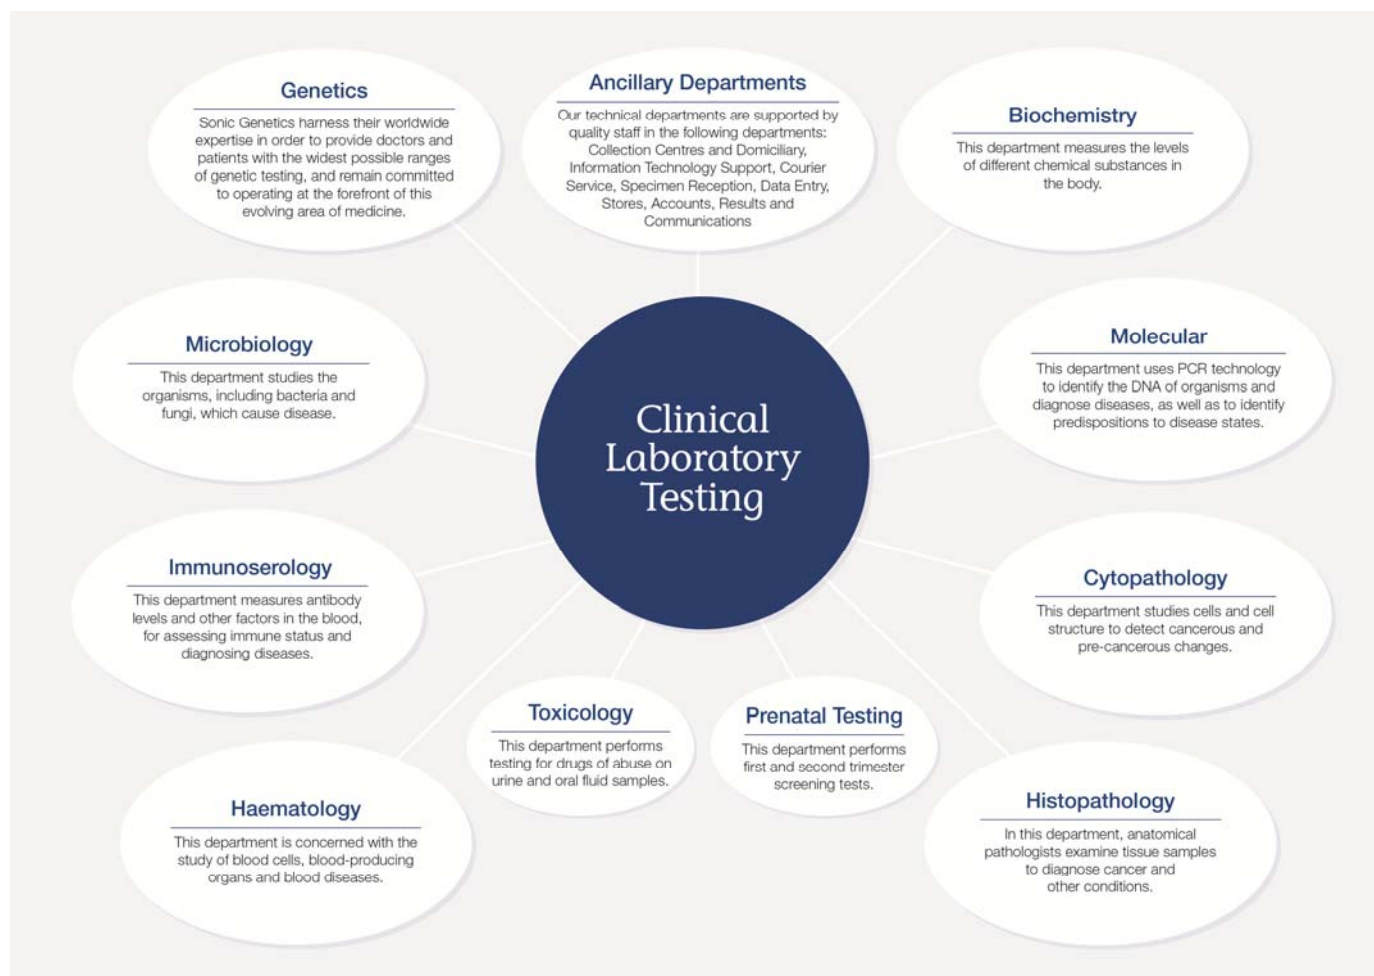 Genetics
Sonic Genetics harness their worldwide
expertise in order to provide doctors and
patients with the widest possible ranges
of genetic testing, and remain committed
to operating at the forefront of this
evolving area of medicine.
Ancillary Departments
Our technical departments are supported by
quality staff in the following departments:
Collection Centres and Domiciliary,
Information Technology Support, Courier
Service, Specimen Reception, Data Entry,
Stores, Accounts, Results and
Communications
Biochemistry
This department measures the levels
of different chemical substances in
the body.
Microbiology
This department studies the
organisms, including bacteria and
fungi, which cause disease.
Molecular
This department uses PCR technology
to identify the DNA of organisms and
diagnose diseases, as well as to identify
predispositions to disease states.
Clinical
Laboratory
Testing
Immunoserology
This department measures antibody
levels and other factors in the blood,
for assessing immune status and
diagnosing diseases.
Cytopathology
This department studies cells and cell
structure to detect cancerous and
pre-cancerous changes.
Toxicology
This department performs
testing for drugs of abuse on
urine and oral fluid samples.
Prenatal Testing
This department performs
first and second trimester
screening tests.
Haematology
This department is concerned with the
study of blood cells, blood-producing
organs and blood diseases.
Histopathology
In this department, anatomical
pathologists examine tissue samples
to diagnose cancer and
other conditions.